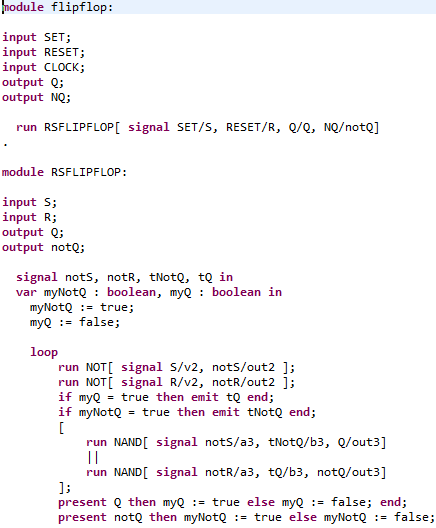 module flipflop:
input SET;
input RESET;
input CLOCK;
output Q;
output NQ;
run RSFLIPFLOP[ signal SET/S, RESET/R, Q/Q, NQ/notQ]
.
module RSFLIPFLOP:
input S;
input R;
output Q;
output notQ;
signal notS, notR, tNotQ, tQ in
var myNotQ : boolean, myQ : boolean in
myNotQ := true;
myQ := false;
loop
run NOT[ signal S/v2, notS/out2 ];
run NOT[ signal R/v2, notR/out2 ];
if myQ = true then emit tQ end;
if myNotQ = true then emit tNotQ end;
[
run NAND[ signal notS/a3, tNotQ/b3, Q/out3]
||
run NAND[ signal notR/a3, tQ/b3, notQ/out3]
];
present Q then myQ := true else myQ := false; end;
present notQ then myNotQ := true else myNotQ := false;